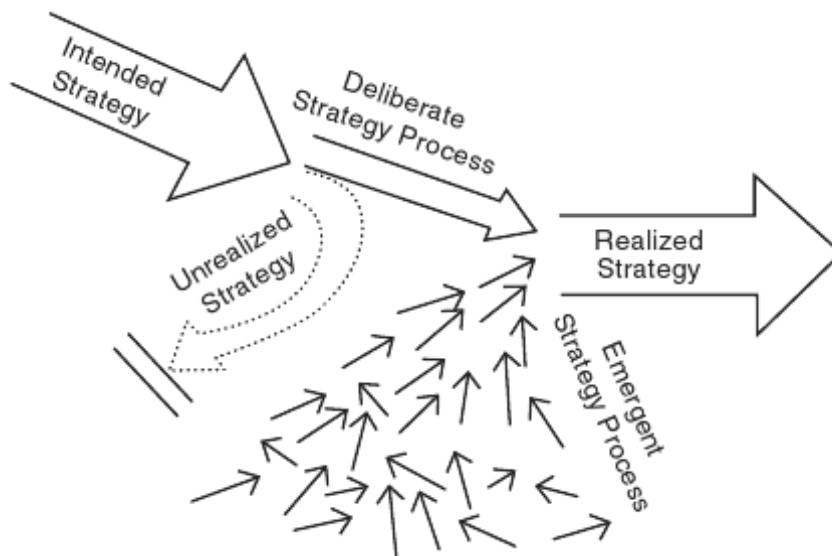 Intended
Strategy
Deliberate
Strategy Process
Unrealized
Strategy
Realized
Strategy
Emergent
Strategy Process